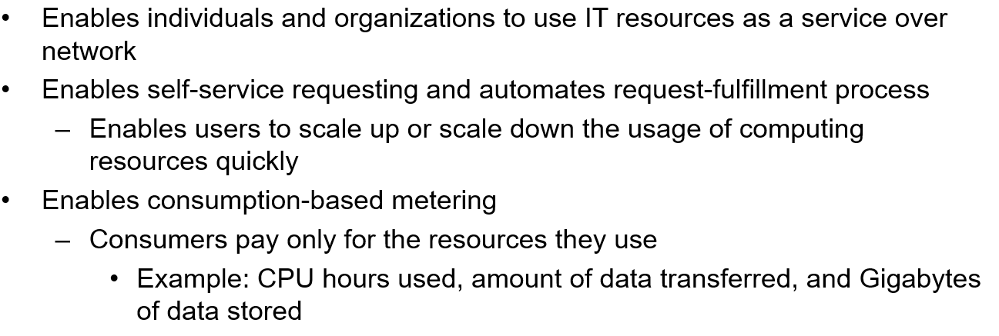 • Enables individuals and organizations to use IT resources as a service over
network
• Enables self-service requesting and automates request-fulfillment process
– Enables users to scale up or scale down the usage of computing
resources quickly
• Enables consumption-based metering
– Consumers pay only for the resources they use
• Example: CPU hours used, amount of data transferred, and Gigabytes
of data stored